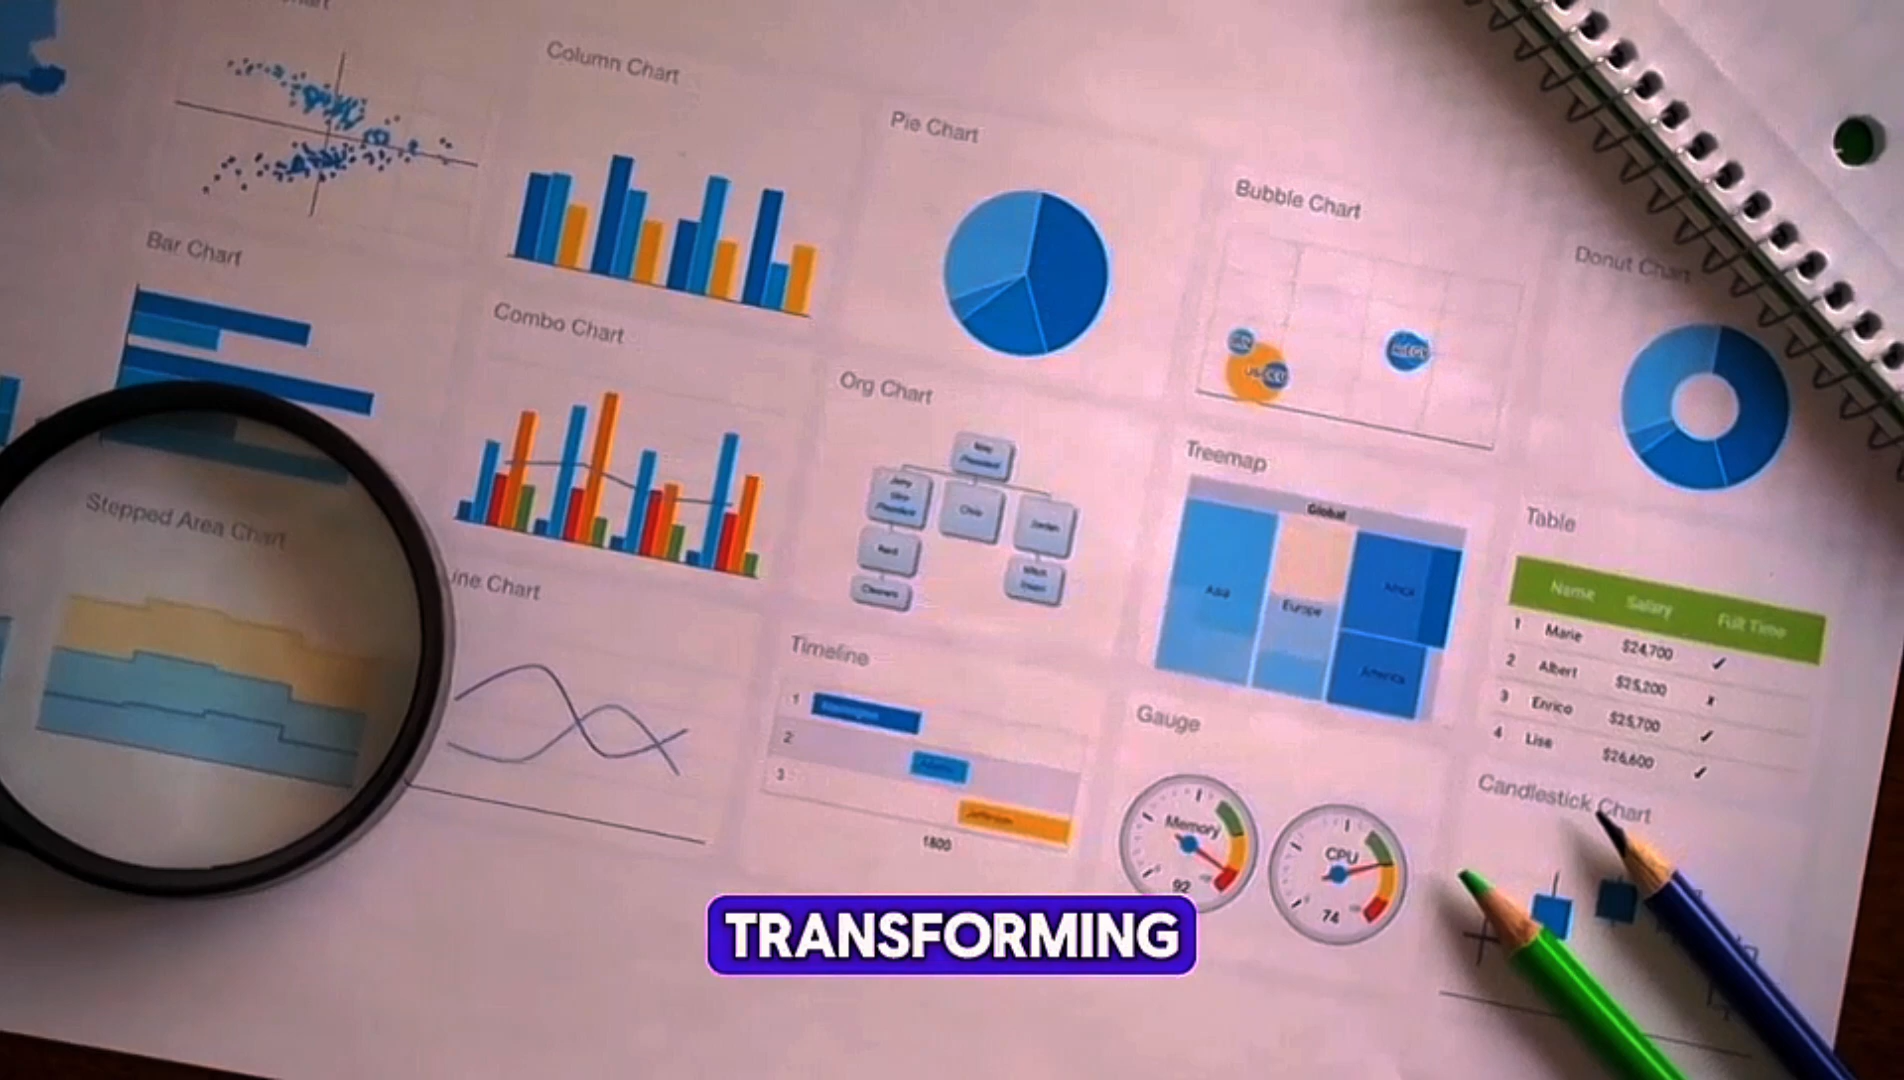 Column Chart
Pie Chart
Bubble Chart
Donut Chart
Bar Chart
Combo Chart
Org Chart
Treemap
Global
Asia
Europe
Africa
America
Table
Name Salary Full Time
1 Marie $24,700 ✓
2 Albert $25,200 x
3 Enrico $25,700 ✓
4 Lise $26,600 ✓
Stepped Area Chart
ine Chart
Timeline
1
2
3
1800
Gauge
Memory
92
CPU
74
Candlestick Chart
TRANSFORMING